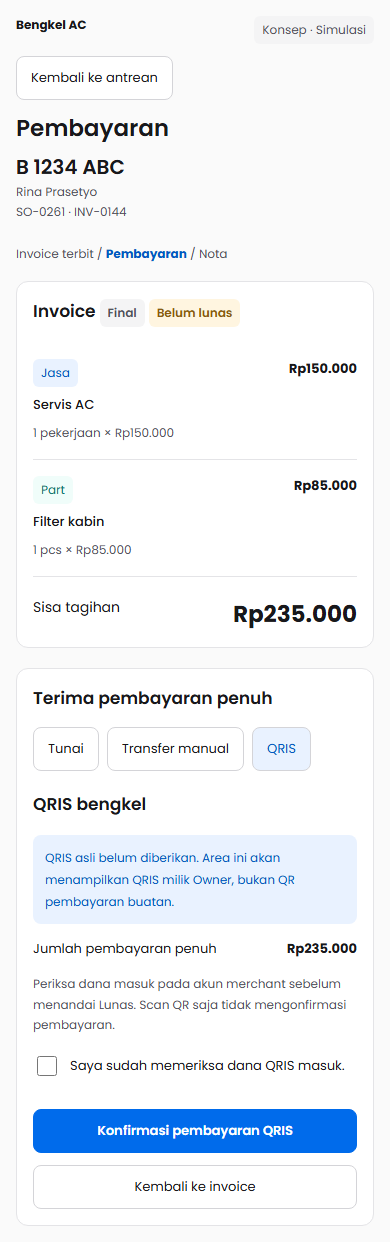 Bengkel AC
Konsep · Simulasi
Kembali ke antrean
Pembayaran
B 1234 ABC
Rina Prasetyo
SO-0261 · INV-0144
Invoice terbit / Pembayaran / Nota
Invoice Final Belum lunas
Jasa Rp150.000
Servis AC
1 pekerjaan × Rp150.000
Part Rp85.000
Filter kabin
1 pcs × Rp85.000
Sisa tagihan Rp235.000
Terima pembayaran penuh
Tunai Transfer manual QRIS
QRIS bengkel
QRIS asli belum diberikan. Area ini akan
menampilkan QRIS milik Owner, bukan QR
pembayaran buatan.
Jumlah pembayaran penuh Rp235.000
Periksa dana masuk pada akun merchant sebelum
menandai Lunas. Scan QR saja tidak mengonfirmasi
pembayaran.
Saya sudah memeriksa dana QRIS masuk.
Konfirmasi pembayaran QRIS
Kembali ke invoice